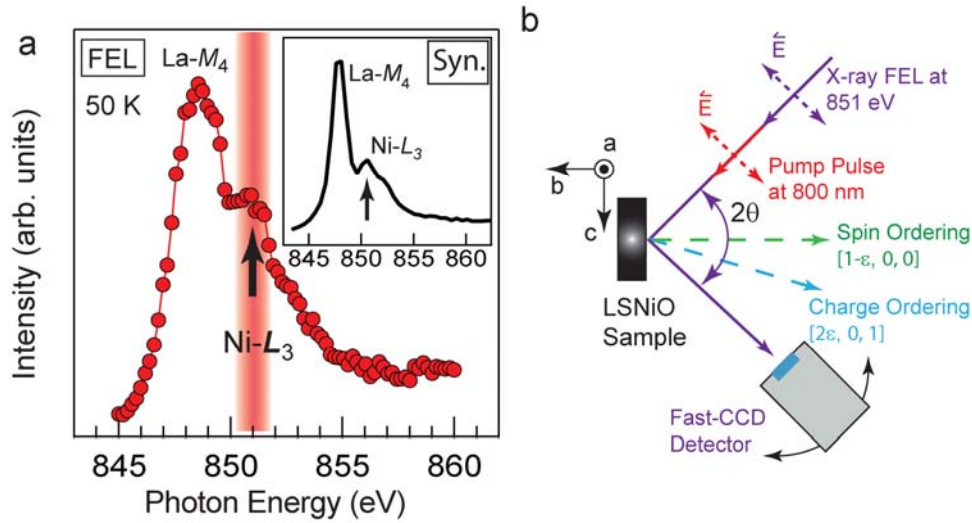 a
FEL
50 K
La-M4
Ni-L3
Intensity (arb. units)
845
850
855
860
Photon Energy (eV)
Syn.
La-M4
Ni-L3
845
850
855
860
b
E
X-ray FEL at
851 eV
E
Pump Pulse
at 800 nm
a
b
c
2θ
Spin Ordering
[1-ε, 0, 0]
Charge Ordering
[2ε, 0, 1]
LSNiO
Sample
Fast-CCD
Detector